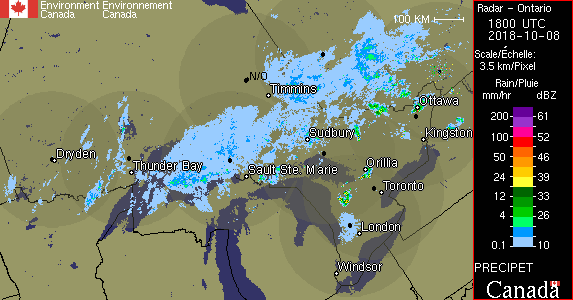 Environment Environnement
Canada Canada
100 KM
N/O
Timmins
Ottawa
Sudbury
Kingston
Dryden
Thunder Bay
Sault Ste. Marie
Orillia
Toronto
London
Windsor
Radar - Ontario
1800 UTC
2018-10-08
Scale/Échelle:
3.5 km/Pixel
Rain/Pluie
mm/hr dBZ
200 61
100 52
50 46
24 39
12 33
4 26
1 18
0.1 10
PRECIPET
Canada